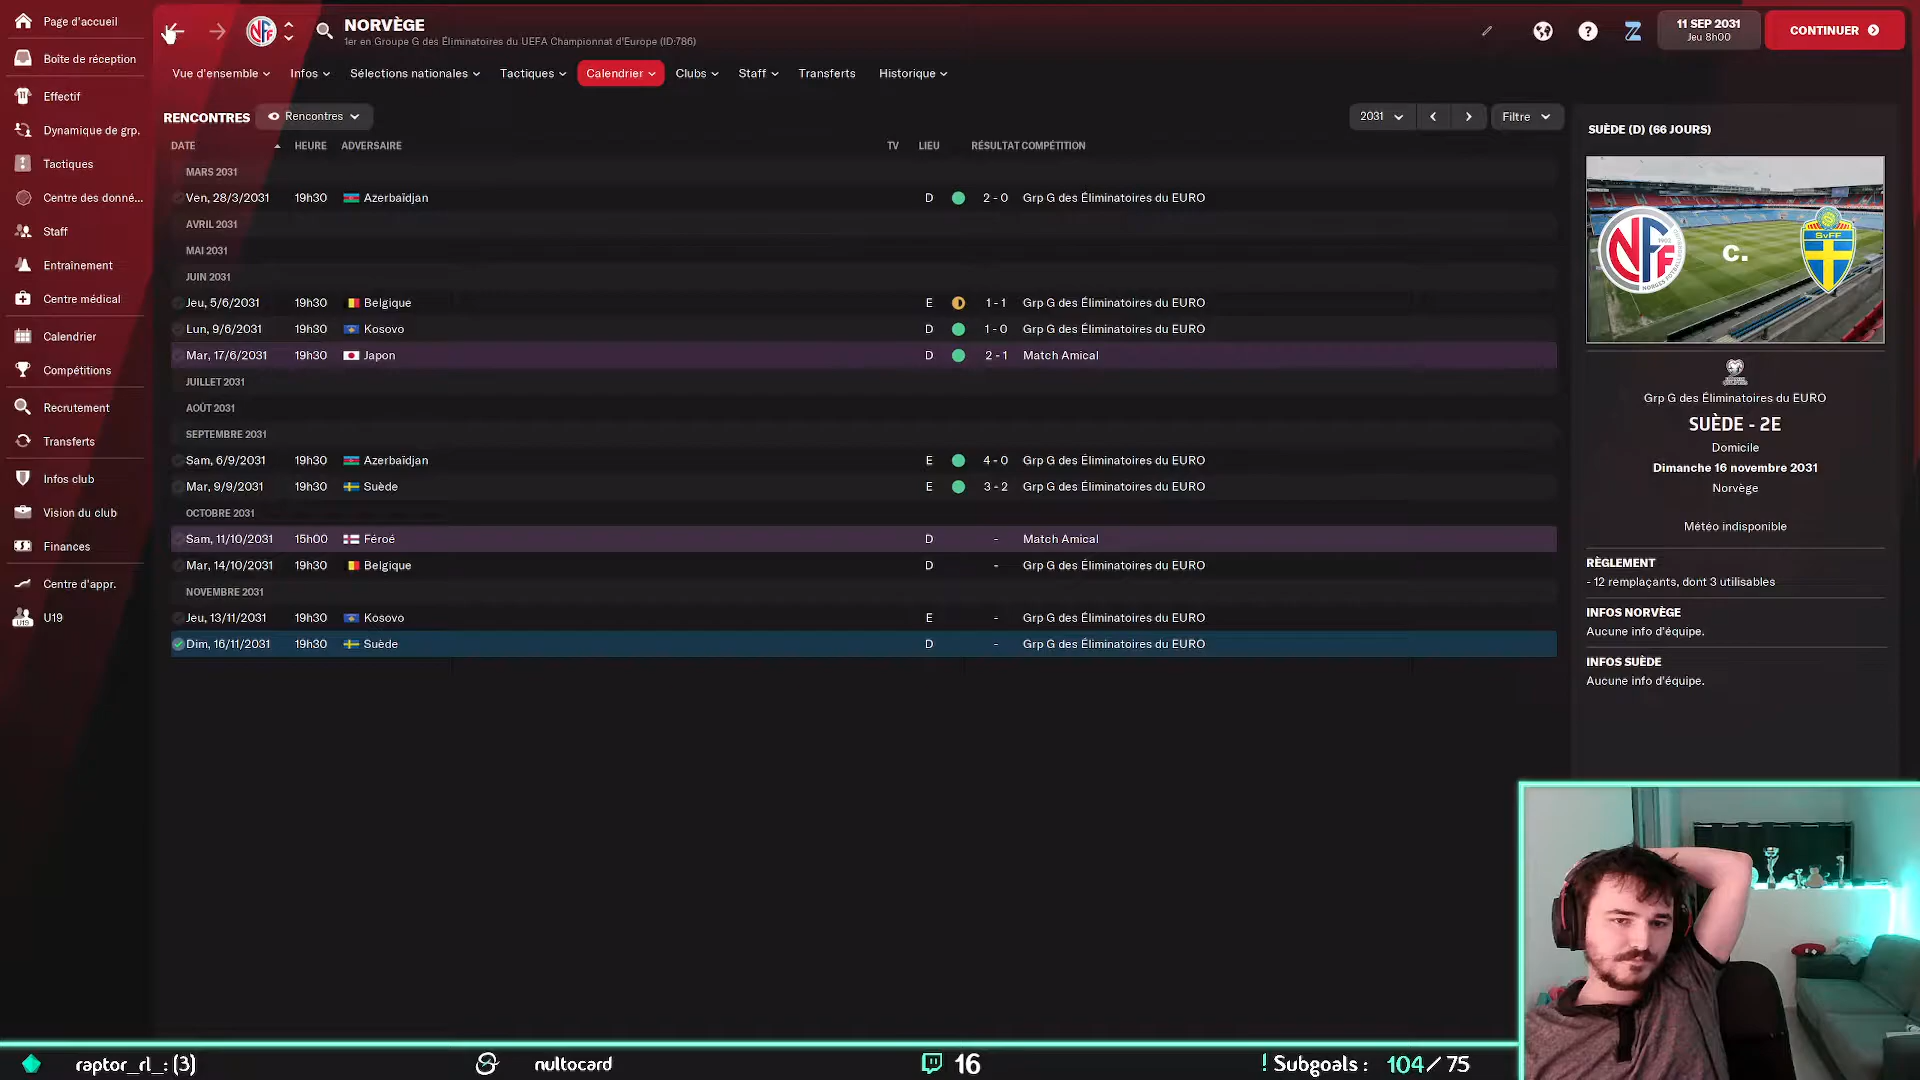 Page d'accueil
NORVÈGE
1er en Groupe G des Éliminatoires du UEFA Championnat d'Europe (ID:786)
11 SEP 2031
Jeu 8h00
CONTINUER
Boîte de réception
Effectif
Dynamique de grp.
Tactiques
Centre des donné...
Staff
Entraînement
Centre médical
Calendrier
Compétitions
Recrutement
Transferts
Infos club
Vision du club
Finances
Centre d'appr.
U19
U19
Vue d'ensemble
Infos
Sélections nationales
Tactiques
Calendrier
Clubs
Staff
Transferts
Historique
RENCONTRES
Rencontres
2031
Filtre
DATE HEURE ADVERSAIRE TV LIEU RÉSULTAT COMPÉTITION
MARS 2031
Ven, 28/3/2031 19h30 Azerbaïdjan D 2 - 0 Grp G des Éliminatoires du EURO
AVRIL 2031
MAI 2031
JUIN 2031
Jeu, 5/6/2031 19h30 Belgique E 1 - 1 Grp G des Éliminatoires du EURO
Lun, 9/6/2031 19h30 Kosovo D 1 - 0 Grp G des Éliminatoires du EURO
Mar, 17/6/2031 19h30 Japon D 2 - 1 Match Amical
JUILLET 2031
AOÛT 2031
SEPTEMBRE 2031
Sam, 6/9/2031 19h30 Azerbaïdjan E 4 - 0 Grp G des Éliminatoires du EURO
Mar, 9/9/2031 19h30 Suède E 3 - 2 Grp G des Éliminatoires du EURO
OCTOBRE 2031
Sam, 11/10/2031 15h00 Féroé D - Match Amical
Mar, 14/10/2031 19h30 Belgique D - Grp G des Éliminatoires du EURO
NOVEMBRE 2031
Jeu, 13/11/2031 19h30 Kosovo E - Grp G des Éliminatoires du EURO
Dim, 16/11/2031 19h30 Suède D - Grp G des Éliminatoires du EURO
SUÈDE (D) (66 JOURS)
NFF
1902
c.
SvFF
Grp G des Éliminatoires du EURO
SUÈDE - 2E
Domicile
Dimanche 16 novembre 2031
Norvège
Météo indisponible
RÈGLEMENT
- 12 remplaçants, dont 3 utilisables
INFOS NORVÈGE
Aucune info d'équipe.
INFOS SUÈDE
Aucune info d'équipe.
raptor_rl_: (3)
nultocard
16
! Subgoals : 104 / 75